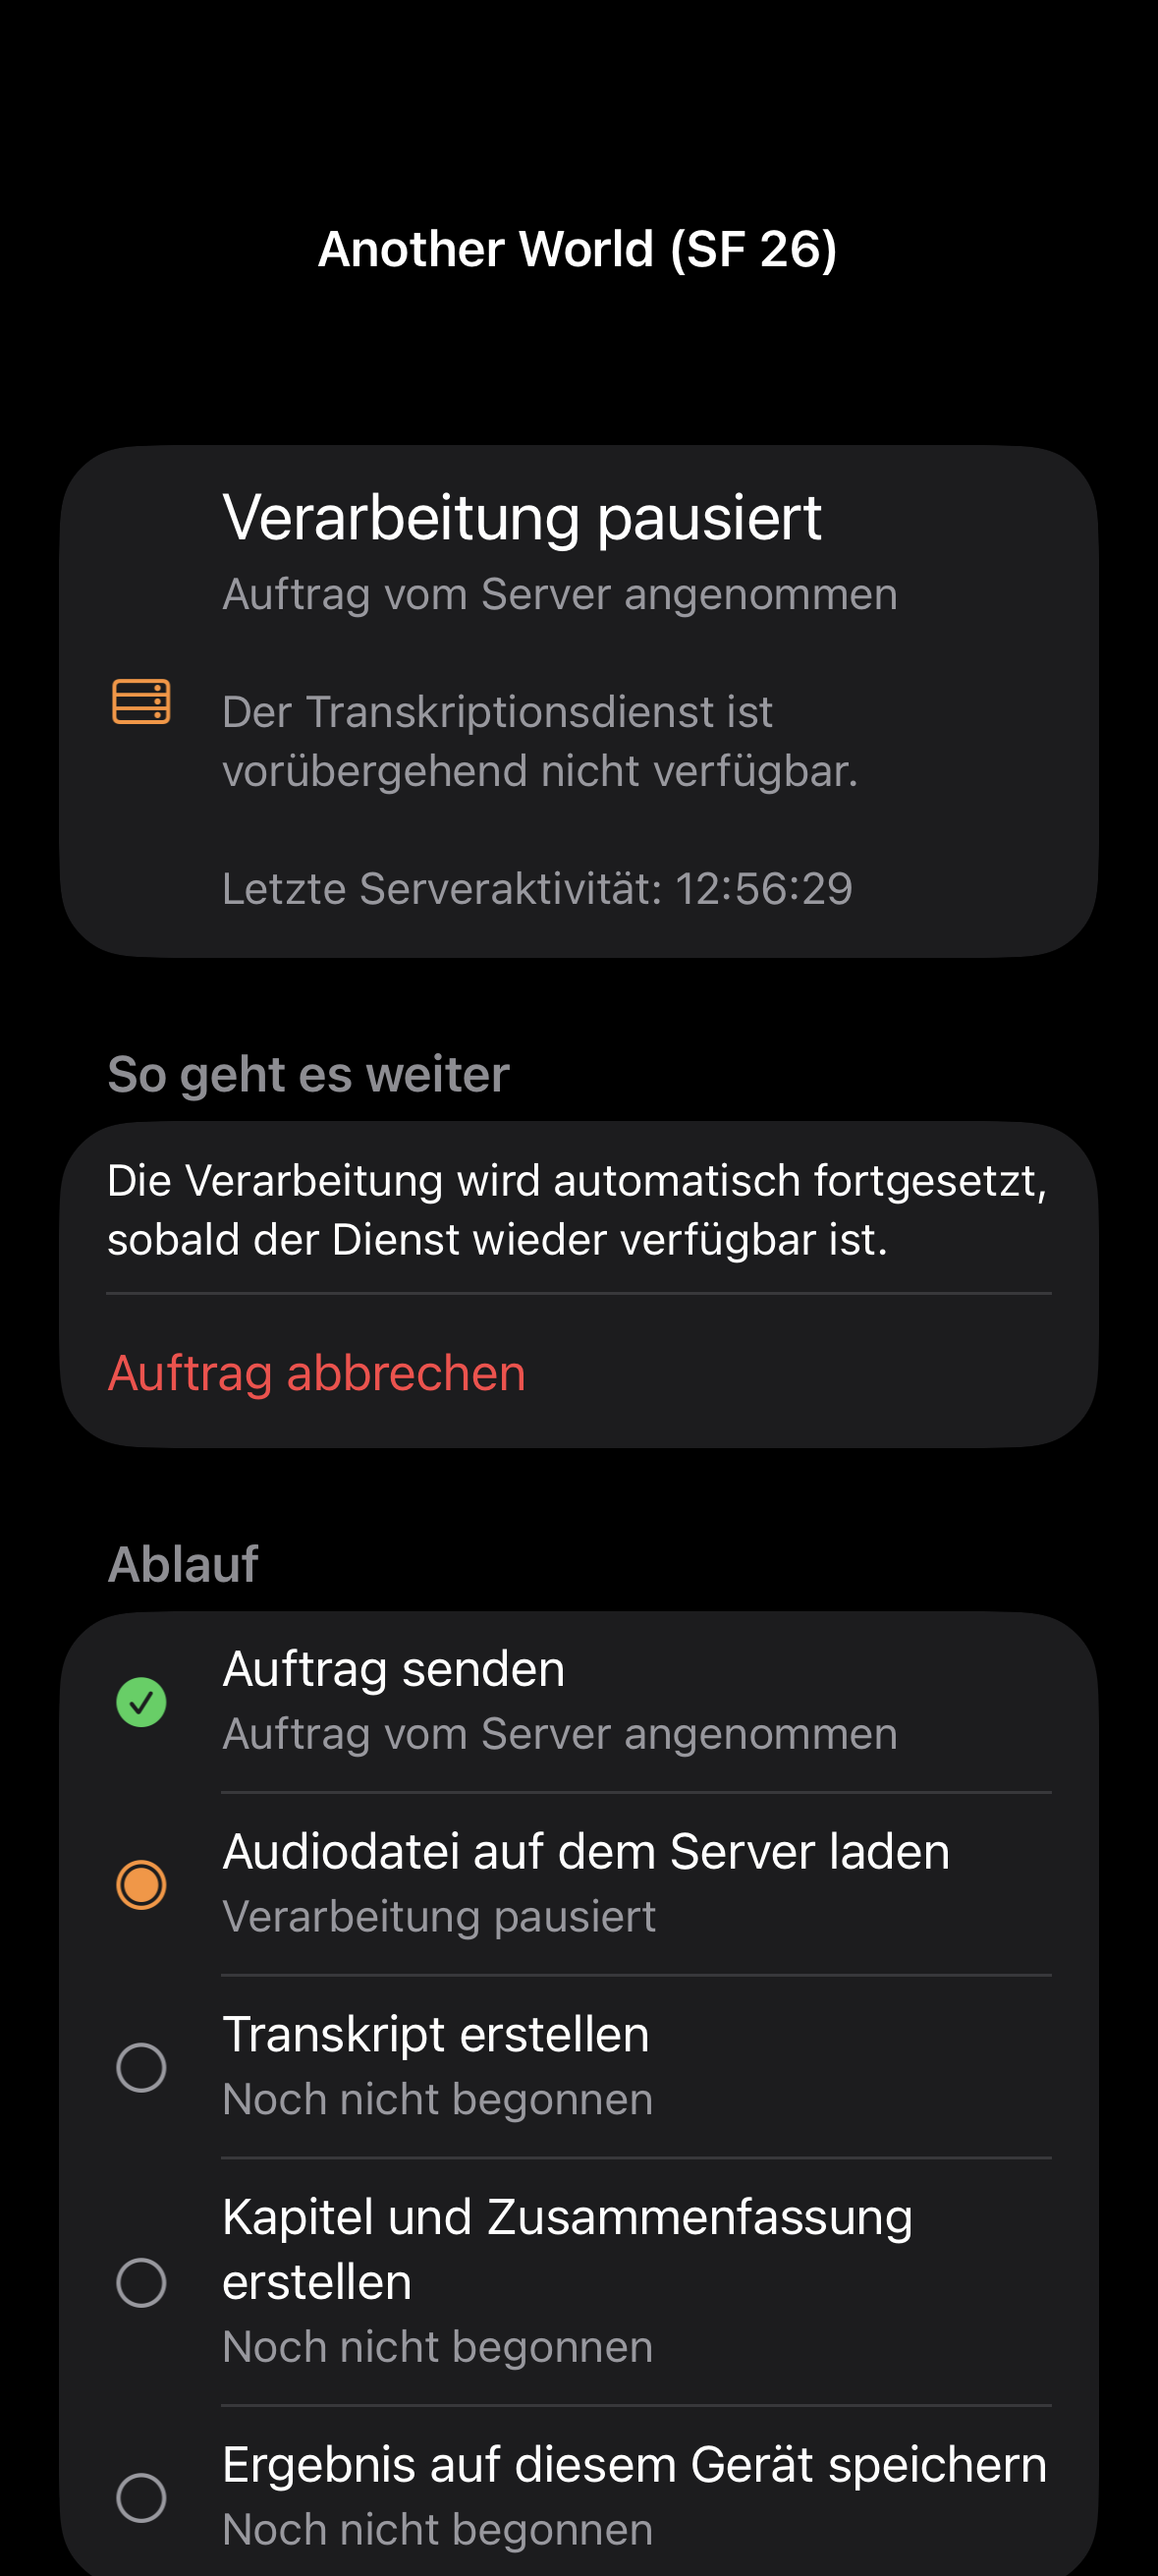 Another World (SF 26)
Verarbeitung pausiert
Auftrag vom Server angenommen
Der Transkriptionsdienst ist
vorübergehend nicht verfügbar.
Letzte Serveraktivität: 12:56:29
So geht es weiter
Die Verarbeitung wird automatisch fortgesetzt,
sobald der Dienst wieder verfügbar ist.
Auftrag abbrechen
Ablauf
Auftrag senden
Auftrag vom Server angenommen
Audiodatei auf dem Server laden
Verarbeitung pausiert
Transkript erstellen
Noch nicht begonnen
Kapitel und Zusammenfassung
erstellen
Noch nicht begonnen
Ergebnis auf diesem Gerät speichern
Noch nicht begonnen